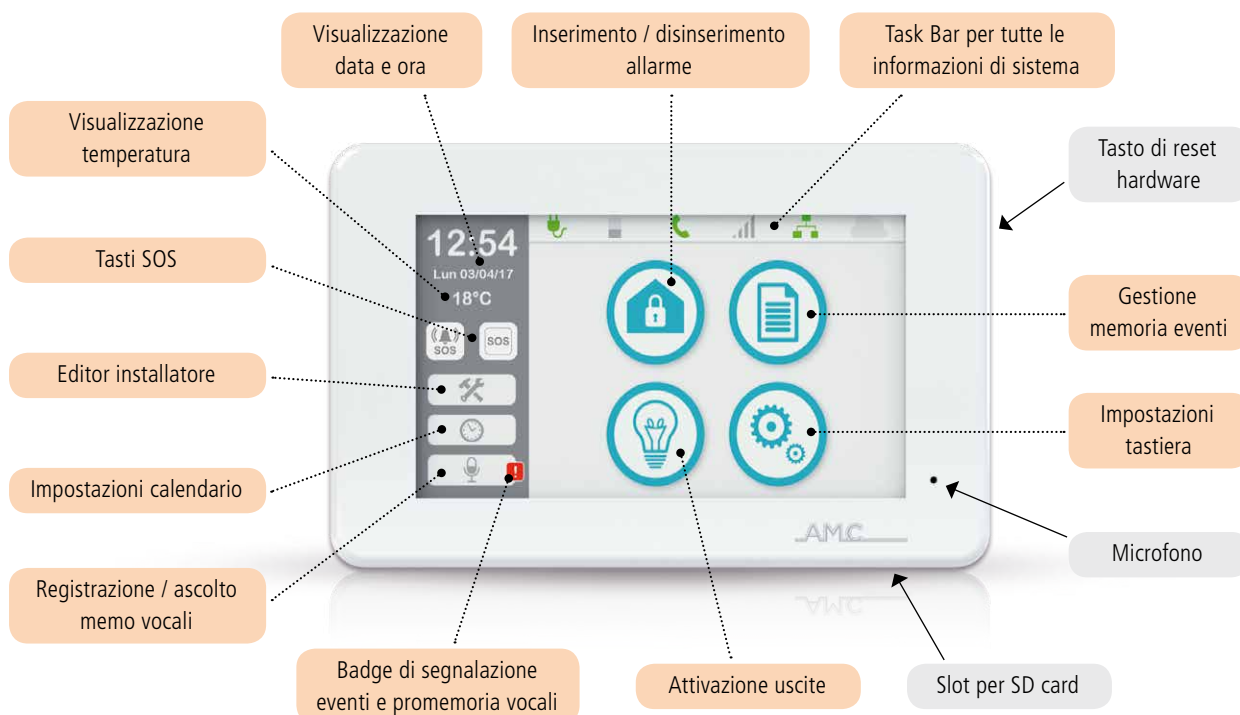 Visualizzazione
data e ora
Inserimento / disinserimento
allarme
Task Bar per tutte le
informazioni di sistema
Visualizzazione
temperatura
Tasto di reset
hardware
12:54
Lun 03/04/17
18°C
Tasti SOS
SOS
SOS
Gestione
memoria eventi
Editor installatore
Impostazioni
tastiera
Impostazioni calendario
!
AMC
Microfono
Registrazione / ascolto
memo vocali
Badge di segnalazione
eventi e promemoria vocali
Attivazione uscite
Slot per SD card